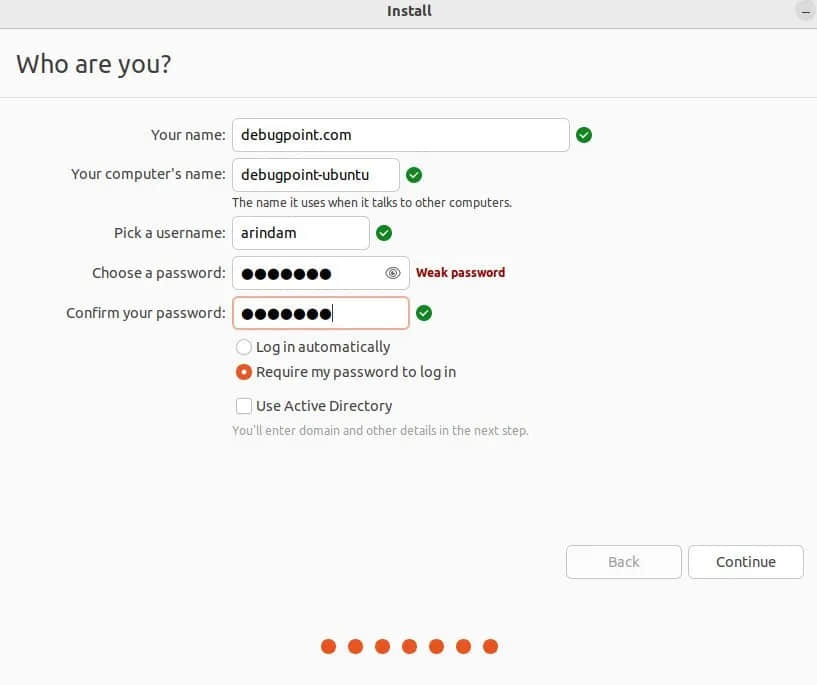 Install
Who are you?
Your name: debugpoint.com
Your computer's name: debugpoint-ubuntu
The name it uses when it talks to other computers.
Pick a username: arindam
Choose a password: ●●●●●●● Weak password
Confirm your password: ●●●●●●●
Log in automatically
Require my password to log in
Use Active Directory
You'll enter domain and other details in the next step.
Back Continue